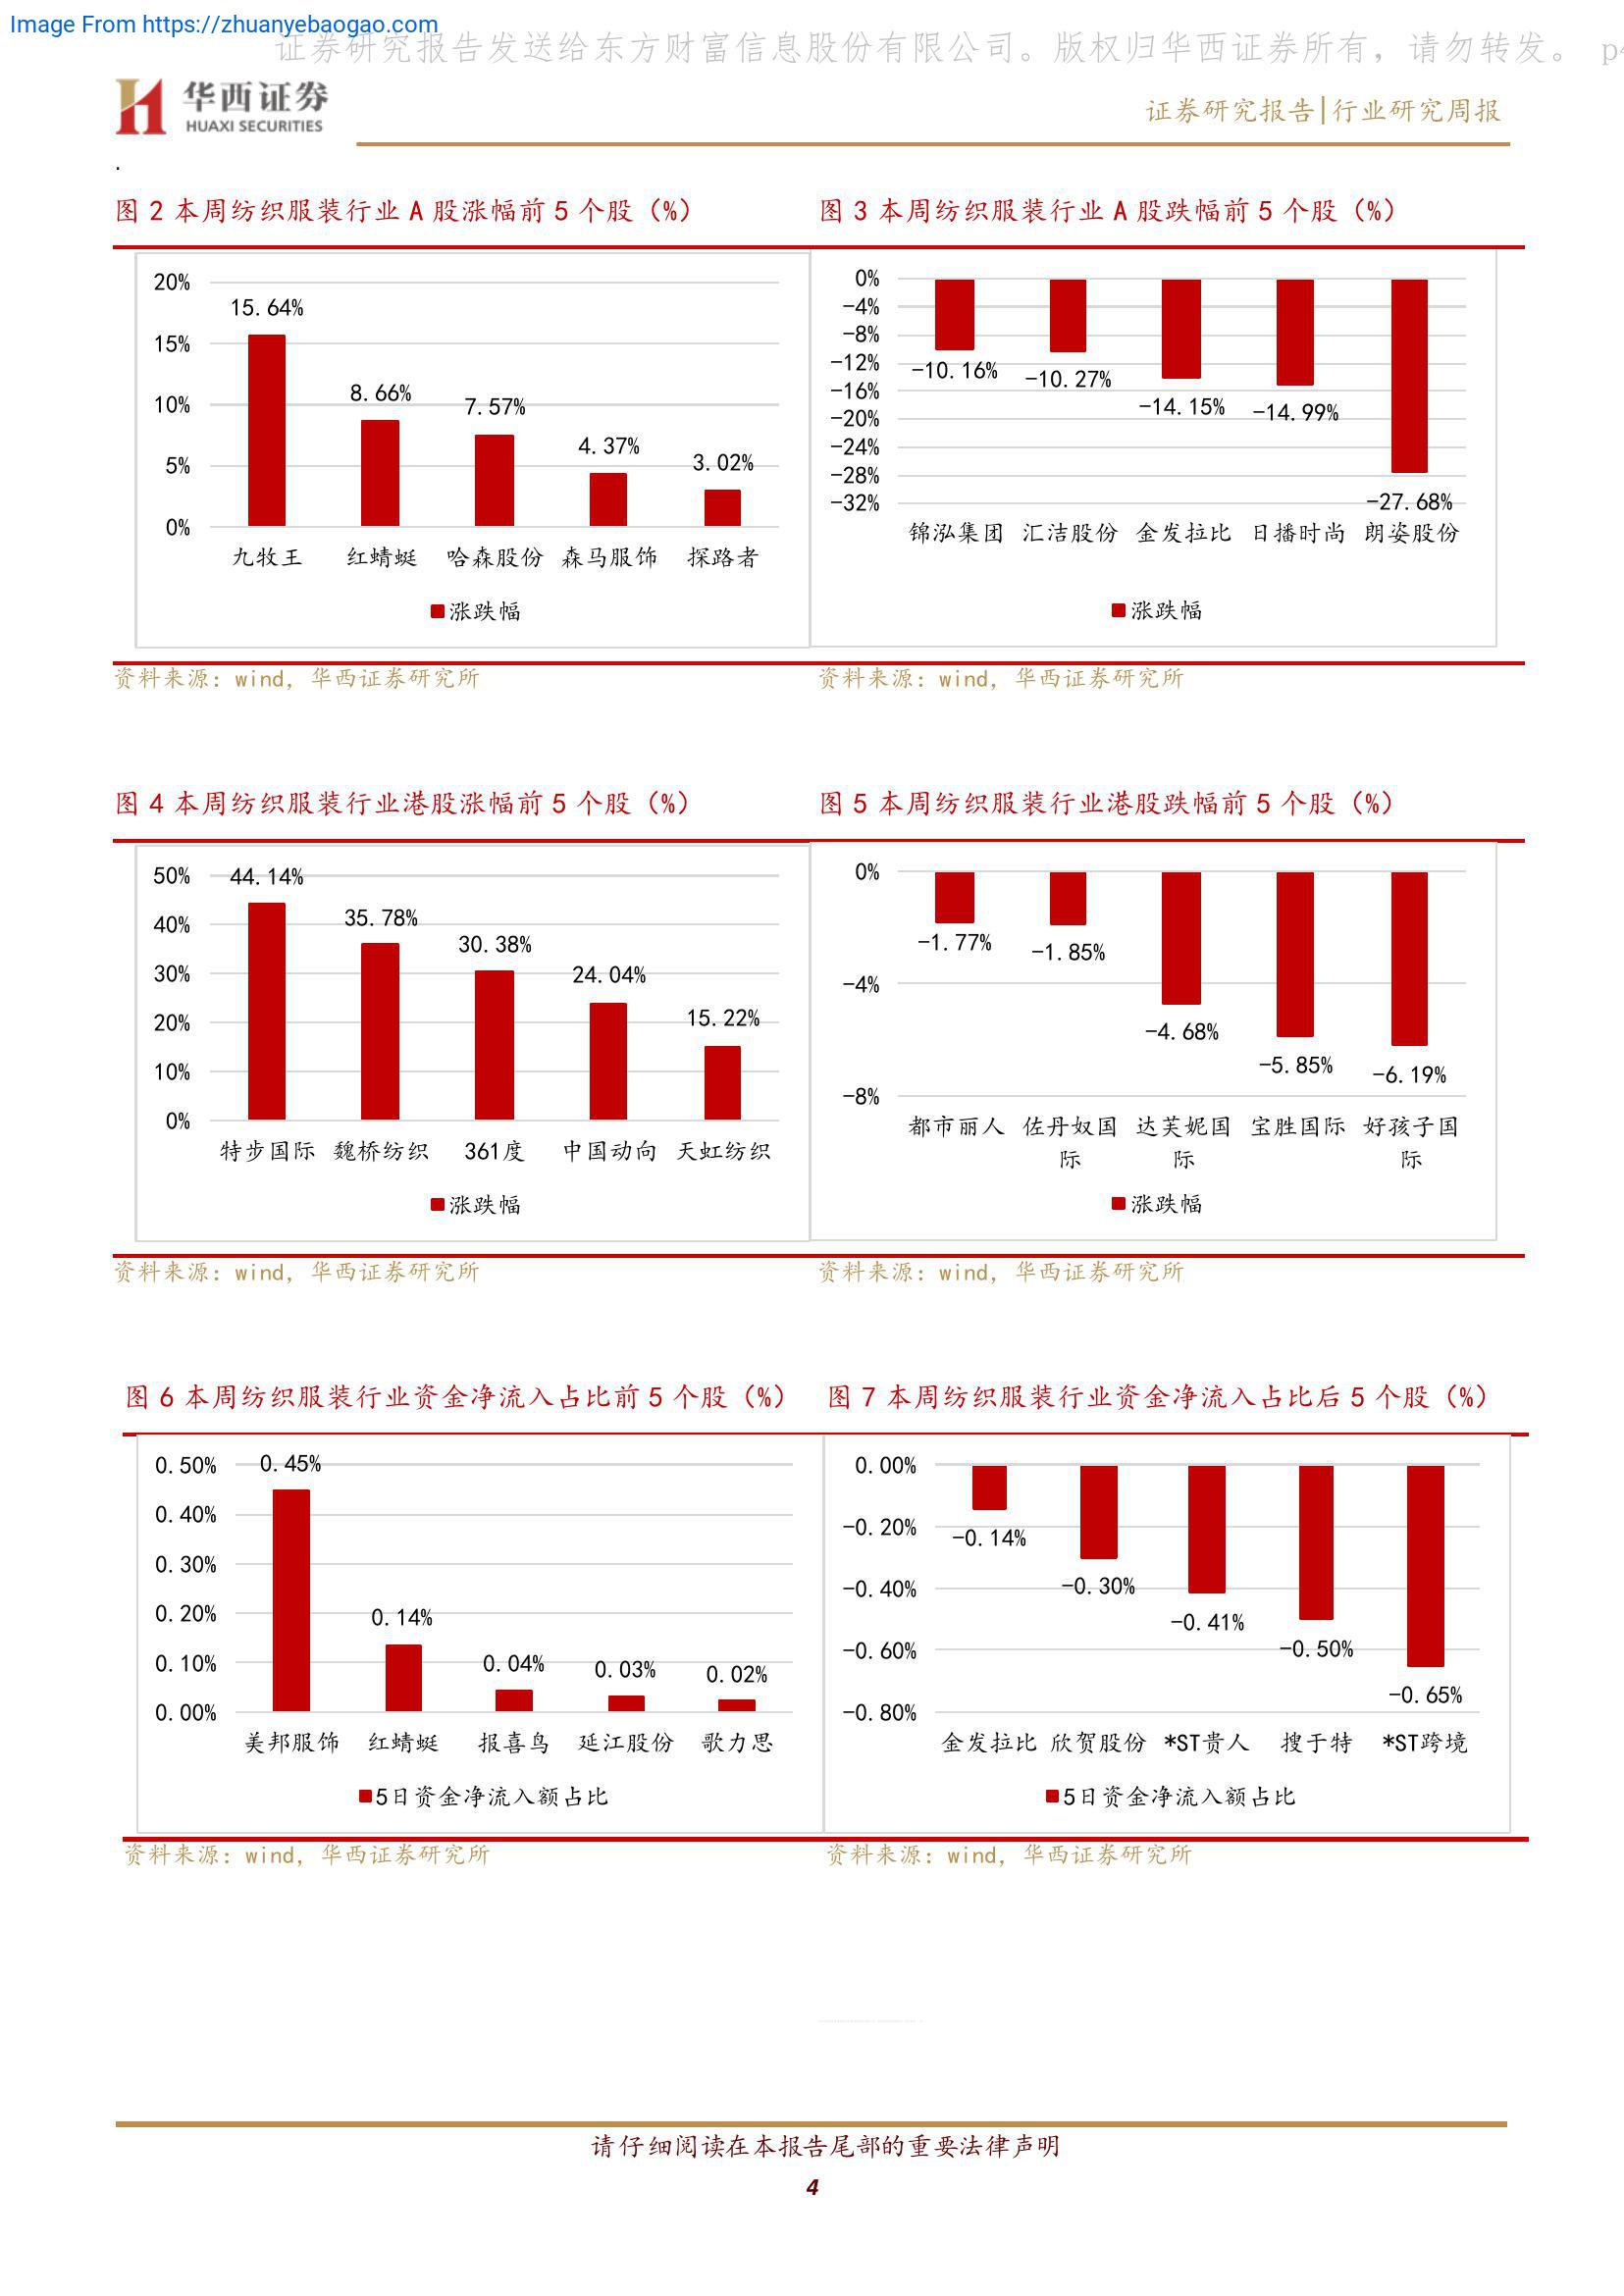 Image From https://zhuanyebaogao.com
证券研究报告发送给东方财富信息股份有限公司。版权归华西证券所有，请勿转发。 p4
华西证券
HUAXI SECURITIES
证券研究报告|行业研究周报
.
图 2 本周纺织服装行业 A 股涨幅前 5 个股（%）
20%
15%
10%
5%
0%
15.64%
8.66%
7.57%
4.37%
3.02%
九牧王 红蜻蜓 哈森股份 森马服饰 探路者
涨跌幅
资料来源：wind，华西证券研究所
图 3 本周纺织服装行业 A 股跌幅前 5 个股（%）
0%
-4%
-8%
-12%
-16%
-20%
-24%
-28%
-32%
-10.16%
-10.27%
-14.15%
-14.99%
-27.68%
锦泓集团 汇洁股份 金发拉比 日播时尚 朗姿股份
涨跌幅
资料来源：wind，华西证券研究所
图 4 本周纺织服装行业港股涨幅前 5 个股（%）
50%
40%
30%
20%
10%
0%
44.14%
35.78%
30.38%
24.04%
15.22%
特步国际 魏桥纺织 361度 中国动向 天虹纺织
涨跌幅
资料来源：wind，华西证券研究所
图 5 本周纺织服装行业港股跌幅前 5 个股（%）
0%
-4%
-8%
-1.77%
-1.85%
-4.68%
-5.85%
-6.19%
都市丽人 佐丹奴国 达芙妮国 宝胜国际 好孩子国
际 际 际
涨跌幅
资料来源：wind，华西证券研究所
图 6 本周纺织服装行业资金净流入占比前 5 个股（%）
0.50%
0.40%
0.30%
0.20%
0.10%
0.00%
0.45%
0.14%
0.04%
0.03%
0.02%
美邦服饰 红蜻蜓 报喜鸟 延江股份 歌力思
5日资金净流入额占比
资料来源：wind，华西证券研究所
图 7 本周纺织服装行业资金净流入占比后 5 个股（%）
0.00%
-0.20%
-0.40%
-0.60%
-0.80%
-0.14%
-0.30%
-0.41%
-0.50%
-0.65%
金发拉比 欣贺股份 *ST贵人 搜于特 *ST跨境
5日资金净流入额占比
资料来源：wind，华西证券研究所
请仔细阅读在本报告尾部的重要法律声明
4